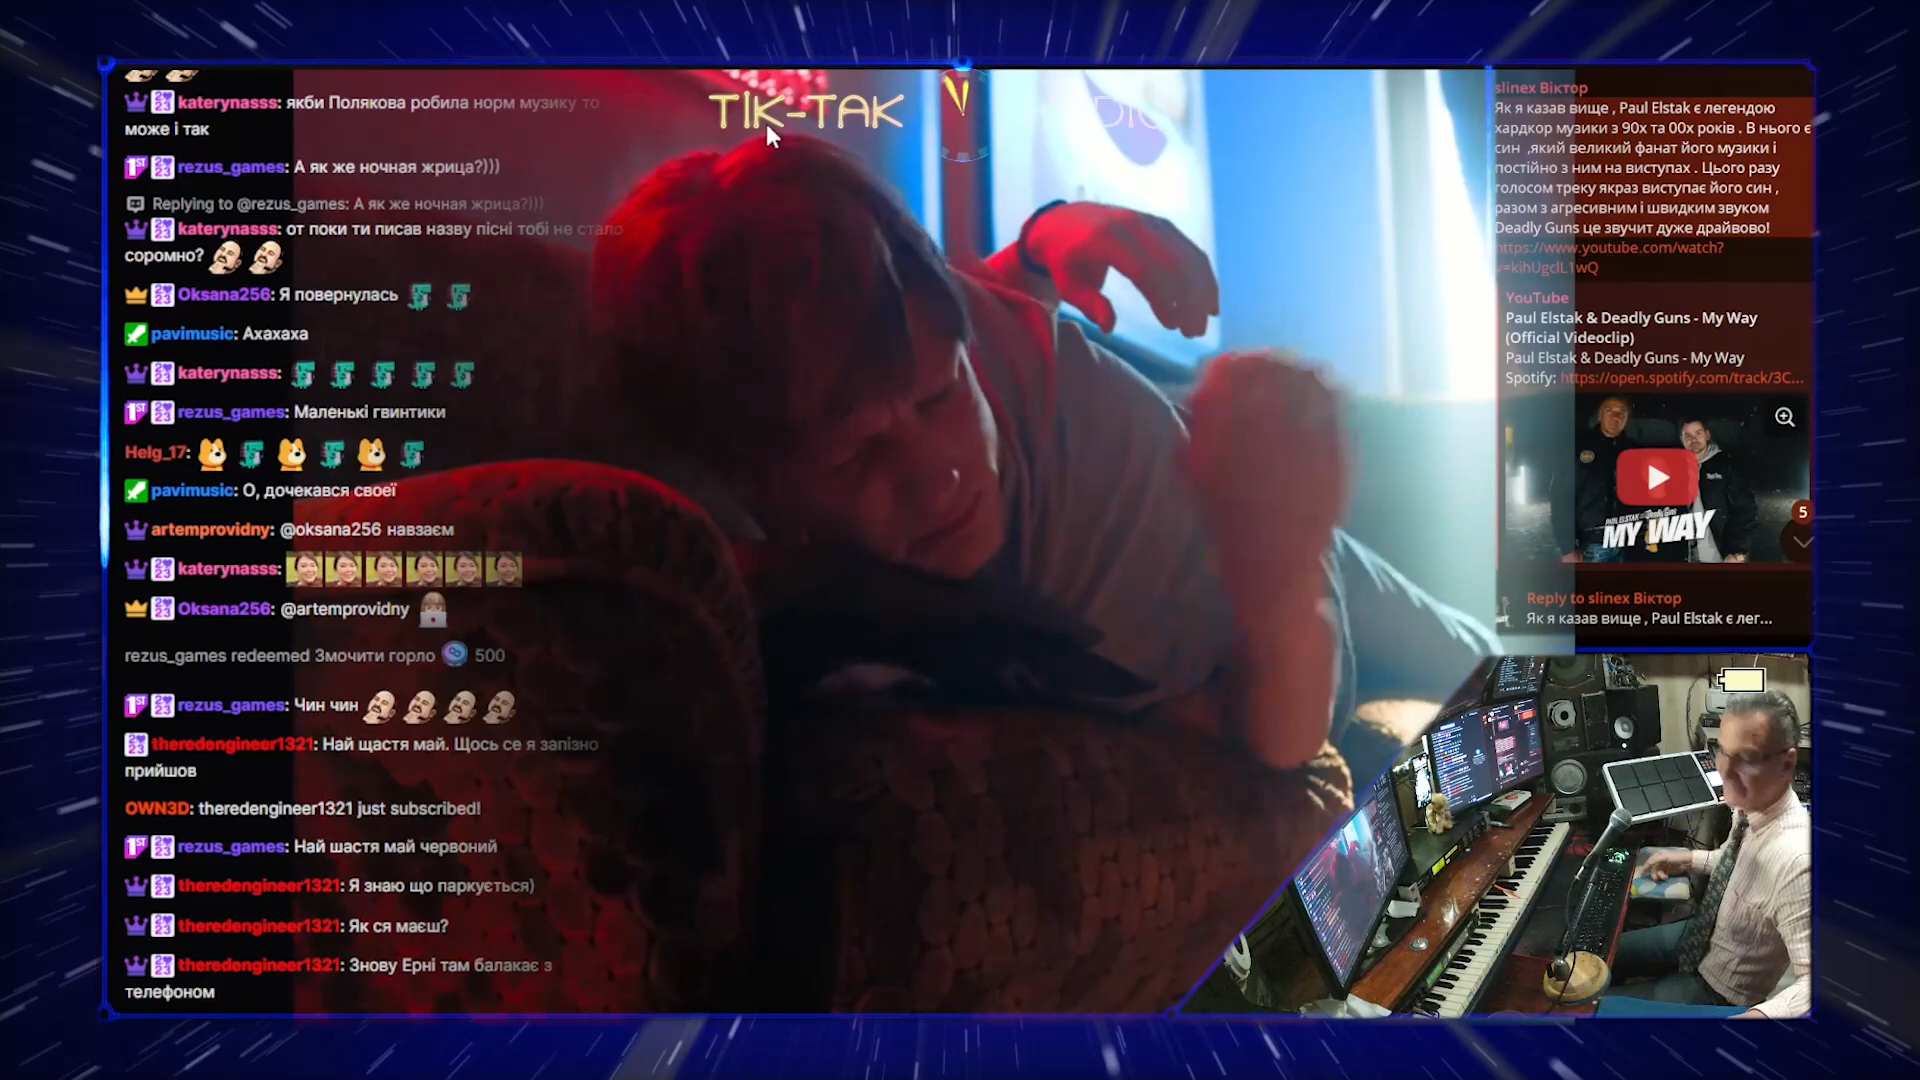 katerynasss: якби Полякова робила норм музику то
може і так
rezus_games: А як же ночная жрица?)))
Replying to @rezus_games: А як же ночная жрица?)))
katerynasss: от поки ти писав назву пісні тобі не стало
соромно?
Oksana256: Я повернулась
pavimusic: Ахахаха
katerynasss:
rezus_games: Маленькі гвинтики
Helg_17:
pavimusic: О, дочекався своєї
artemprovidny: @oksana256 навзаєм
katerynasss:
Oksana256: @artemprovidny
rezus_games redeemed Змочити горло 500
rezus_games: Чин чин
theredengineer1321: Най щастя май. Щось се я запізно
прийшов
OWN3D: theredengineer1321 just subscribed!
rezus_games: Най шастя май червоний
theredengineer1321: Я знаю що паркується)
theredengineer1321: Як ся маєш?
theredengineer1321: Знову Ерні там балакає з
телефоном
ТІК-ТАК
slinex Віктор
Як я казав вище , Paul Elstak є легендою
хардкор музики з 90х та 00х років . В нього є
син ,який великий фанат його музики і
постійно з ним на виступах . Цього разу
голосом треку якраз виступає його син ,
разом з агресивним і швидким звуком
Deadly Guns це звучит дуже драйвово!
https://www.youtube.com/watch?
v=kihUgclL1wQ
YouTube
Paul Elstak & Deadly Guns - My Way
(Official Videoclip)
Paul Elstak & Deadly Guns - My Way
Spotify: https://open.spotify.com/track/3C...
PAUL ELSTAK
MY WAY
5
Reply to slinex Віктор
Як я казав вище , Paul Elstak є лег...